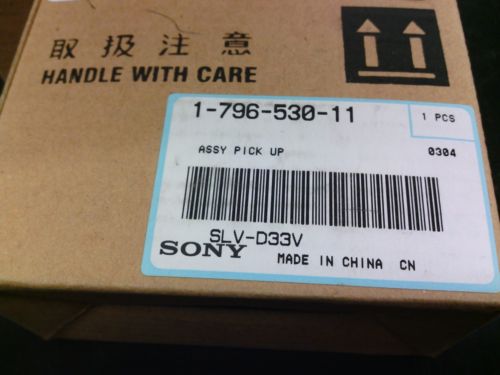 取扱注意
HANDLE WITH CARE
1-796-530-11
1 PCS
ASSY PICK UP 0304
SLV-D33V
SONY MADE IN CHINA CN